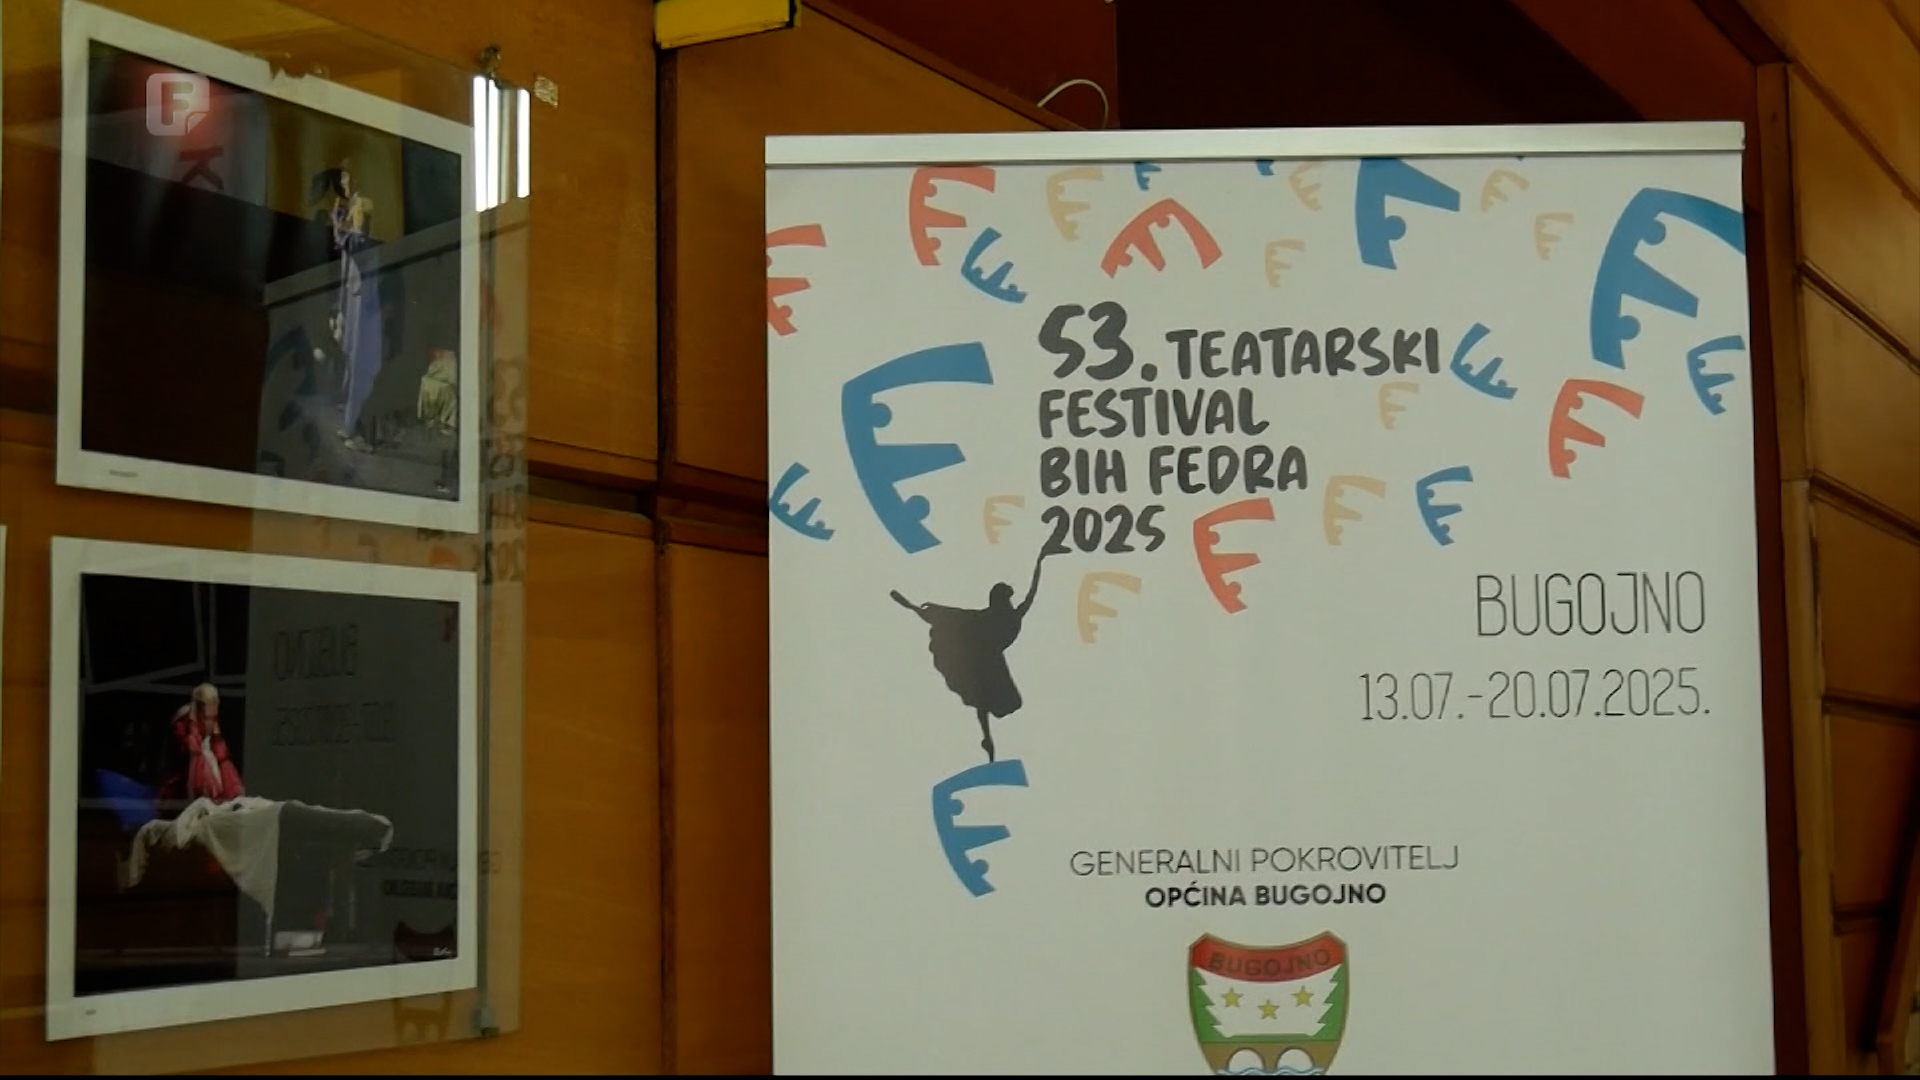 F
53. TEATARSKI
FESTIVAL
BIH FEDRA
2025
BUGOJNO
13.07.-20.07.2025.
GENERALNI POKROVITELJ
OPĆINA BUGOJNO
BUGOJNO